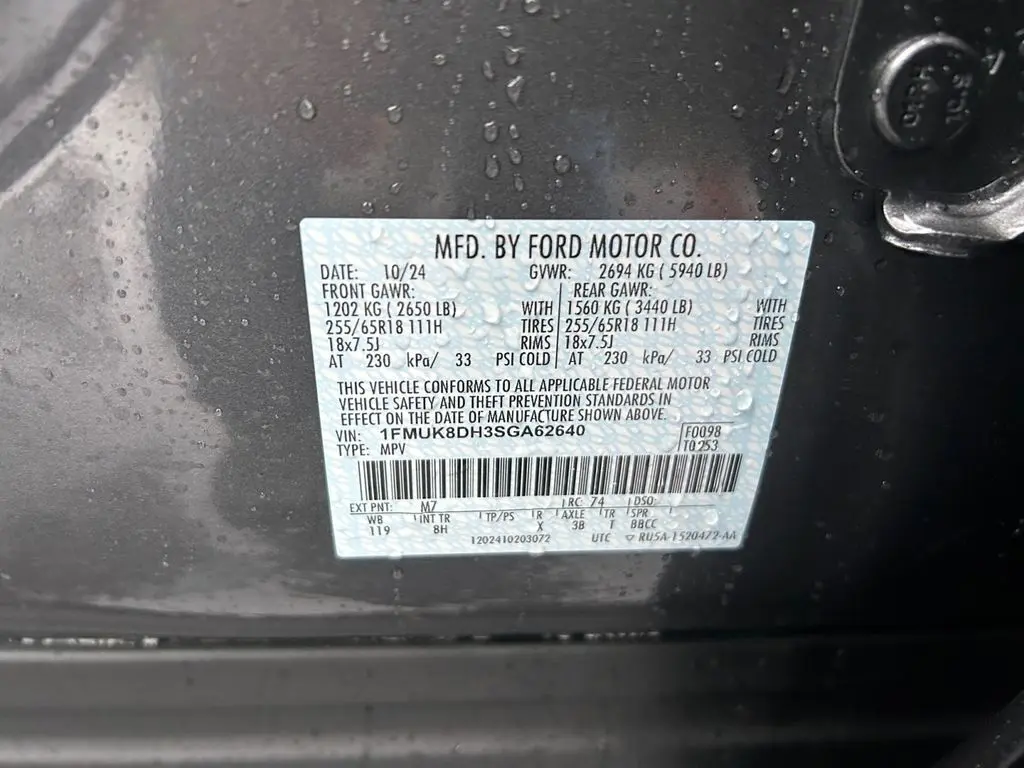 MFD. BY FORD MOTOR CO.
DATE: 10/24 GVWR: 2694 KG ( 5940 LB)
FRONT GAWR: REAR GAWR:
1202 KG ( 2650 LB) WITH 1560 KG ( 3440 LB) WITH
255/65R18 111H TIRES 255/65R18 111H TIRES
18x7.5J RIMS 18x7.5J RIMS
AT 230 kPa/ 33 PSI COLD AT 230 kPa/ 33 PSI COLD
THIS VEHICLE CONFORMS TO ALL APPLICABLE FEDERAL MOTOR
VEHICLE SAFETY AND THEFT PREVENTION STANDARDS IN
EFFECT ON THE DATE OF MANUFACTURE SHOWN ABOVE.
VIN: 1FMUK8DH3SGA62640 F0098
TYPE: MPV T0253
EXT PNT: M7 RC: 74 DSO:
WB INT TR TP/PS R AXLE TR SPR
119 8H X 3B T BBCC
1202410203072 UTC RU5A-1520472-AA